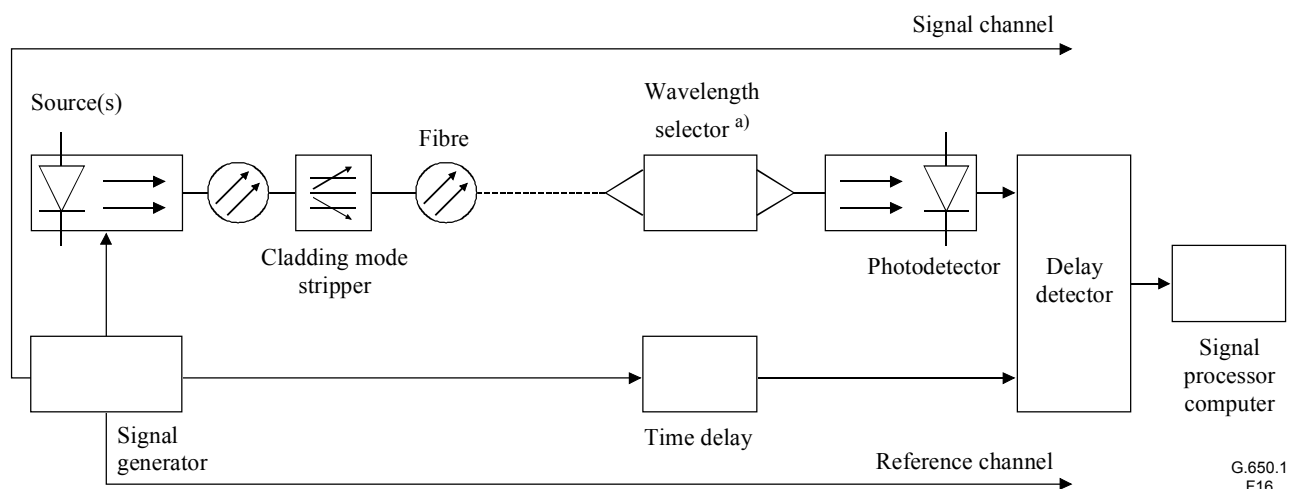 Signal channel
Source(s)
Wavelength
selector a)
Fibre
Cladding mode
stripper
Photodetector
Delay
detector
Signal
processor
computer
Signal
generator
Time delay
Reference channel
G.650.1
F16